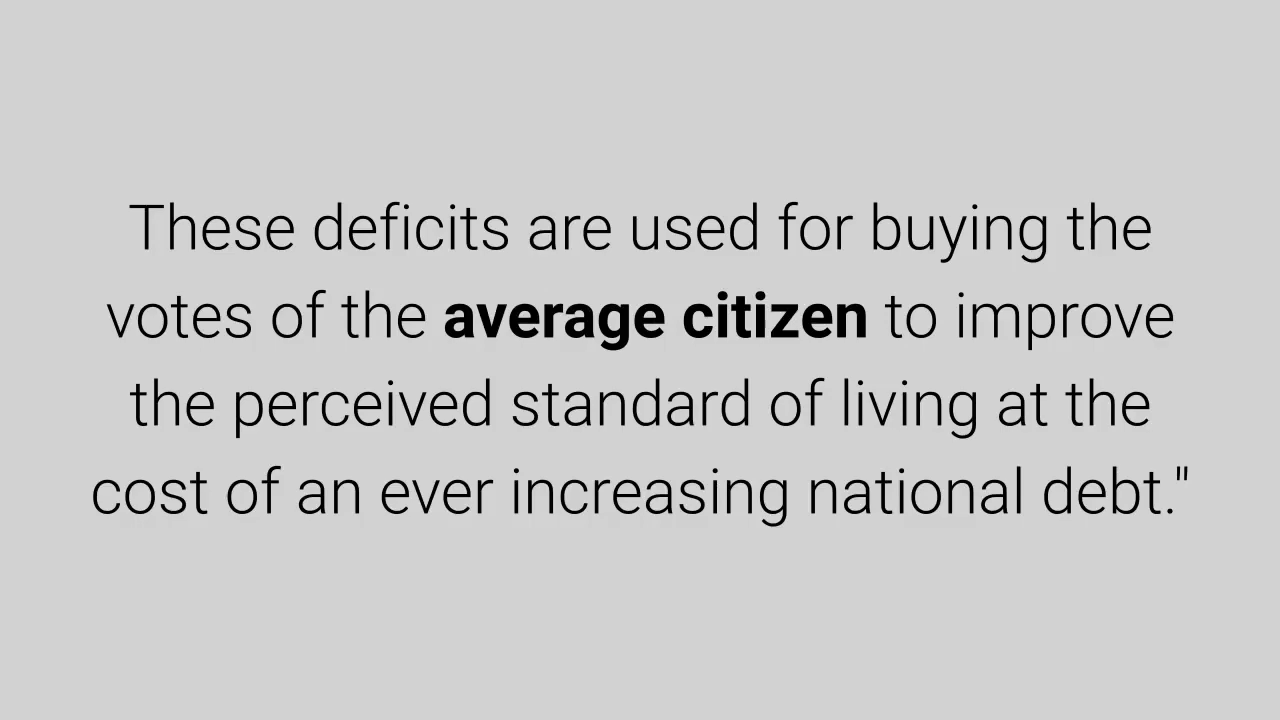 These deficits are used for buying the
votes of the average citizen to improve
the perceived standard of living at the
cost of an ever increasing national debt."